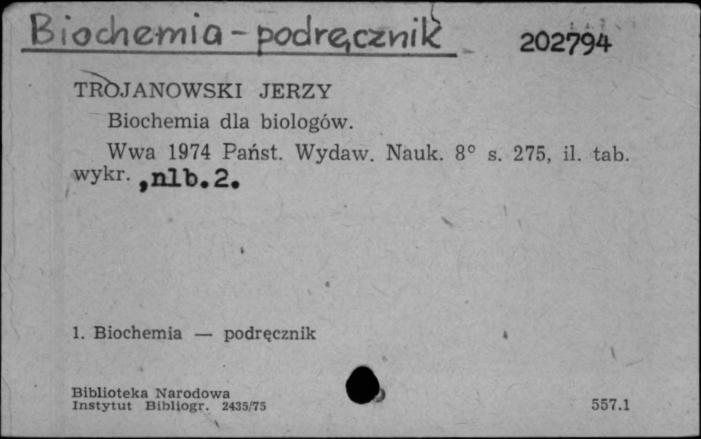 Biochemia - podręcznik 202794
TROJANOWSKI JERZY
Biochemia dla biologów.
Wwa 1974 Państ. Wydaw. Nauk. 8° s. 275, il. tab.
wykr. ,nlb.2.
1. Biochemia — podręcznik
Biblioteka Narodowa
Instytut Bibliogr. 2435/75 557.1